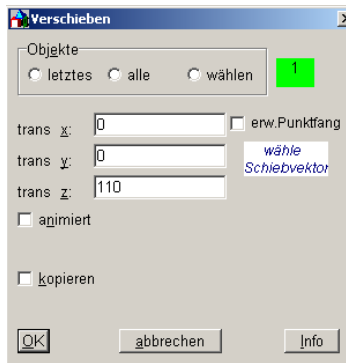 Verschieben
Objekte
letztes alle wählen 1
trans x: 0 erw.Punktfang
trans y: 0 wähle
Schiebvektor
trans z: 110
animiert
kopieren
OK abbrechen Info